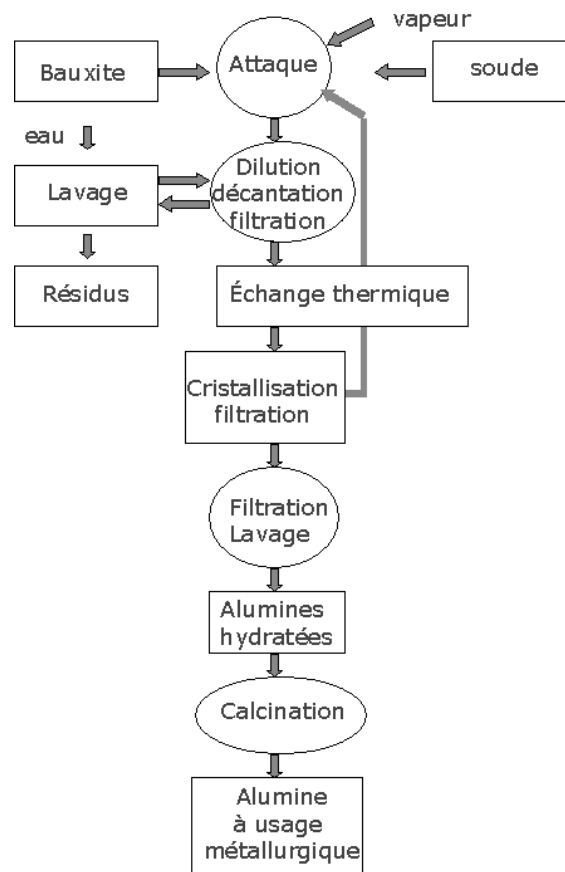 vapeur
Bauxite
Attaque
soude
eau
Lavage
Dilution
décantation
filtration
Résidus
Échange thermique
Cristallisation
filtration
Filtration
Lavage
Alumines
hydratées
Calcination
Alumine
à usage
métallurgique